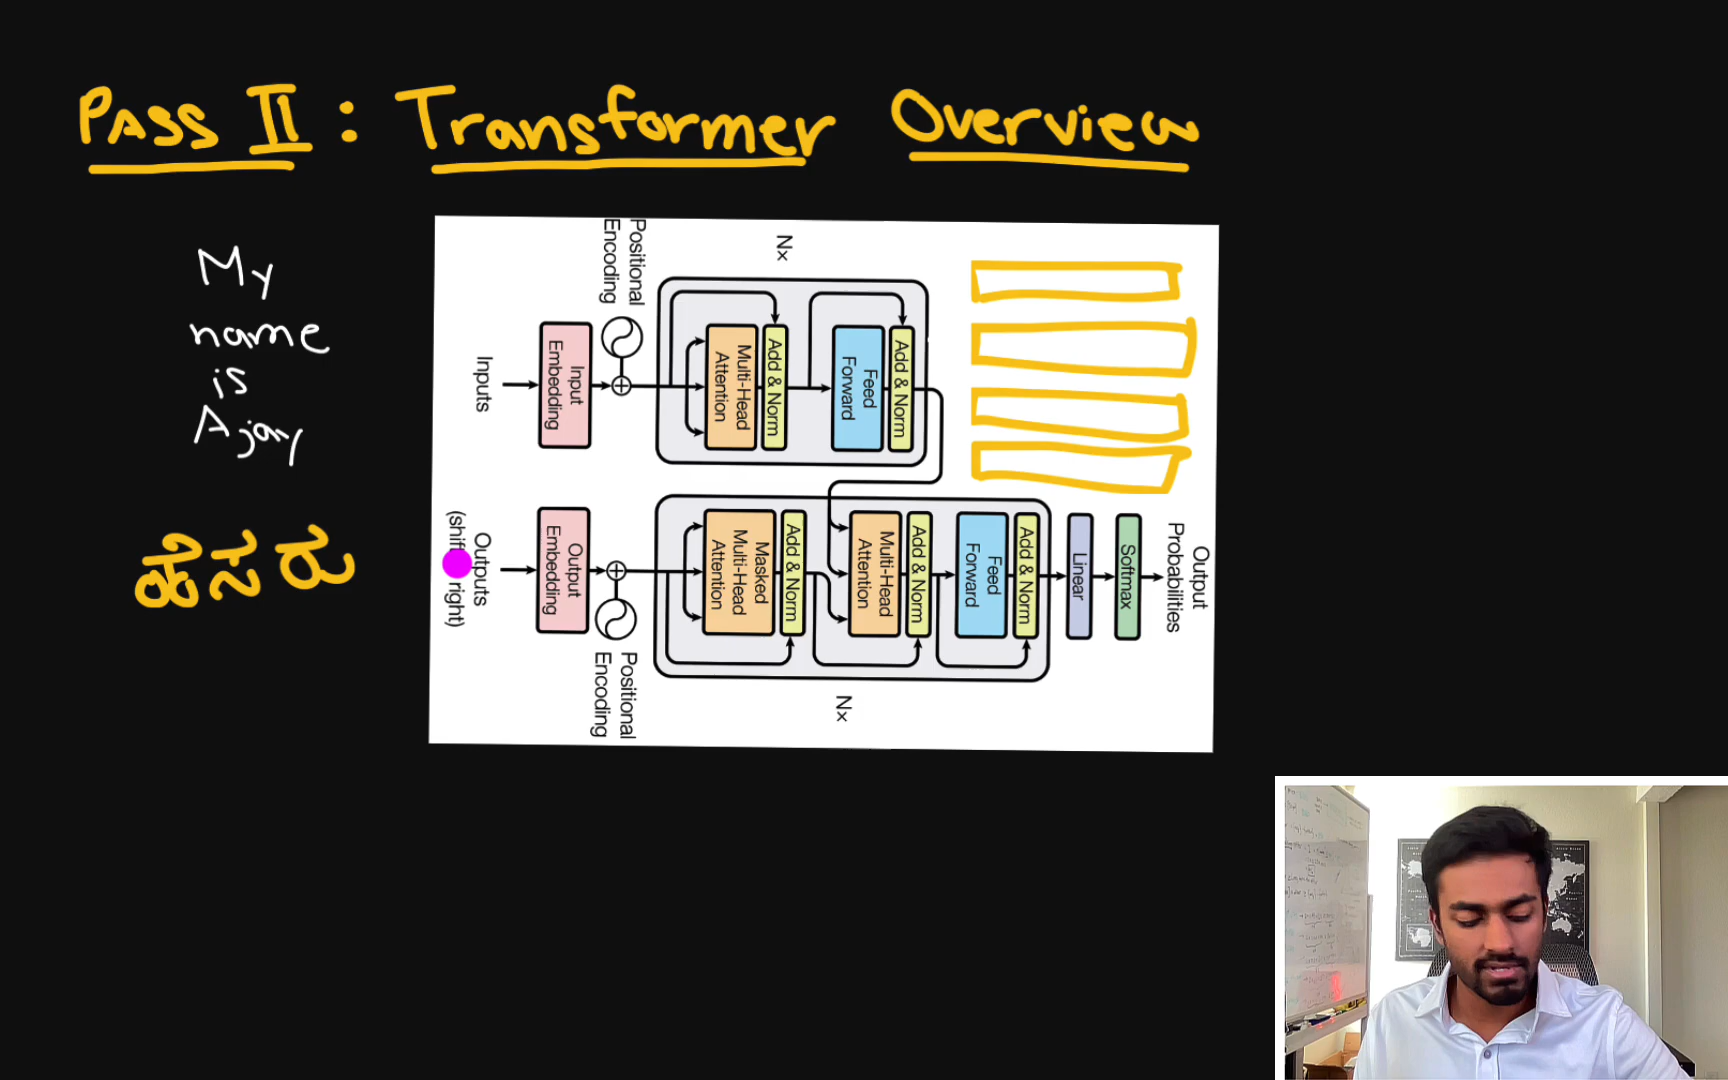 PASS II : Transformer Overview
My
name
is
Ajay
ಹೆಸರು
Positional
Encoding
Nx
Inputs
Input
Embedding
Multi-Head
Attention
Add & Norm
Feed
Forward
Add & Norm
Outputs
(shif right)
Output
Embedding
Positional
Encoding
Masked
Multi-Head
Attention
Add & Norm
Multi-Head
Attention
Add & Norm
Feed
Forward
Add & Norm
Nx
Linear
Softmax
Output
Probabilities